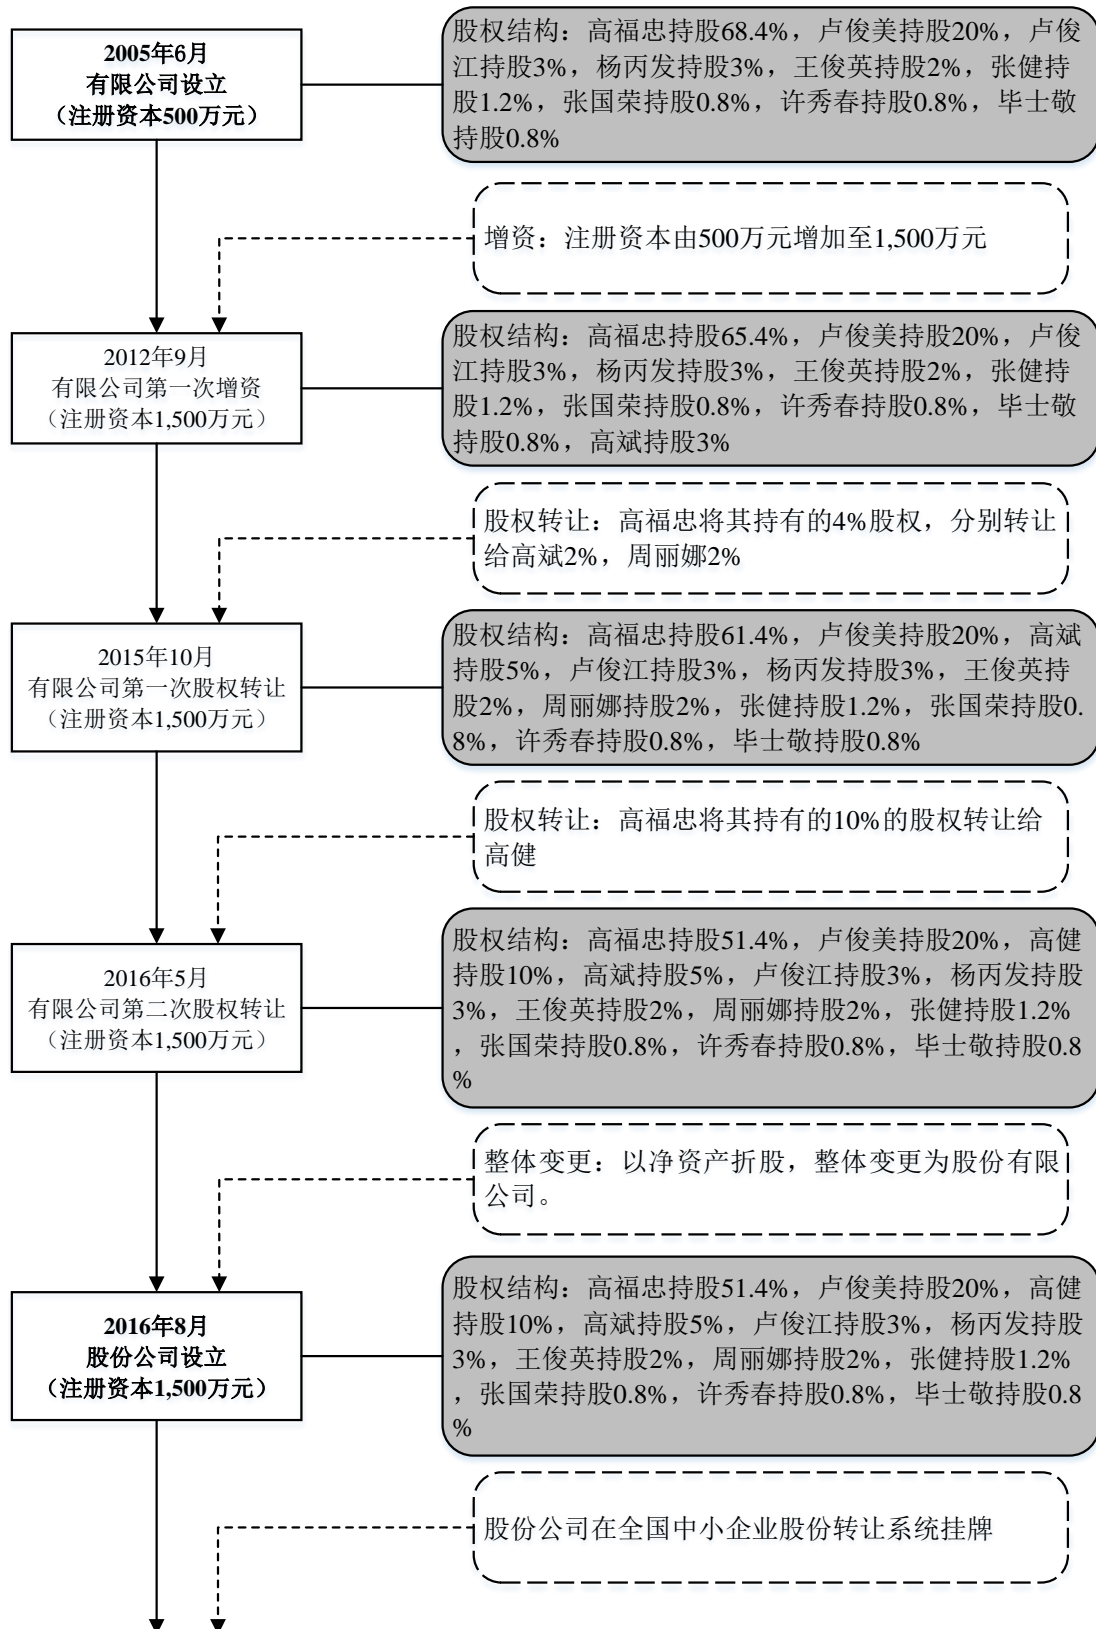 2005年6月
有限公司设立
（注册资本500万元）
股权结构：高福忠持股68.4%，卢俊美持股20%，卢俊
江持股3%，杨丙发持股3%，王俊英持股2%，张健持
股1.2%，张国荣持股0.8%，许秀春持股0.8%，毕士敬
持股0.8%
增资：注册资本由500万元增加至1,500万元
2012年9月
有限公司第一次增资
（注册资本1,500万元）
股权结构：高福忠持股65.4%，卢俊美持股20%，卢俊
江持股3%，杨丙发持股3%，王俊英持股2%，张健持
股1.2%，张国荣持股0.8%，许秀春持股0.8%，毕士敬
持股0.8%，高斌持股3%
股权转让：高福忠将其持有的4%股权，分别转让
给高斌2%，周丽娜2%
2015年10月
有限公司第一次股权转让
（注册资本1,500万元）
股权结构：高福忠持股61.4%，卢俊美持股20%，高斌
持股5%，卢俊江持股3%，杨丙发持股3%，王俊英持
股2%，周丽娜持股2%，张健持股1.2%，张国荣持股0.
8%，许秀春持股0.8%，毕士敬持股0.8%
股权转让：高福忠将其持有的10%的股权转让给
高健
2016年5月
有限公司第二次股权转让
（注册资本1,500万元）
股权结构：高福忠持股51.4%，卢俊美持股20%，高健
持股10%，高斌持股5%，卢俊江持股3%，杨丙发持股
3%，王俊英持股2%，周丽娜持股2%，张健持股1.2%
，张国荣持股0.8%，许秀春持股0.8%，毕士敬持股0.8
%
整体变更：以净资产折股，整体变更为股份有限
公司。
2016年8月
股份公司设立
（注册资本1,500万元）
股权结构：高福忠持股51.4%，卢俊美持股20%，高健
持股10%，高斌持股5%，卢俊江持股3%，杨丙发持股
3%，王俊英持股2%，周丽娜持股2%，张健持股1.2%
，张国荣持股0.8%，许秀春持股0.8%，毕士敬持股0.8
%
股份公司在全国中小企业股份转让系统挂牌